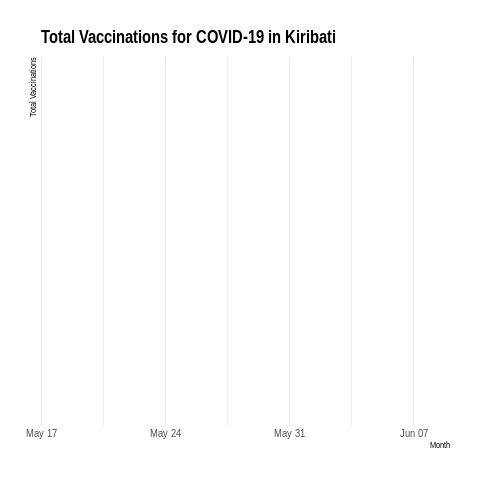 Total Vaccinations for COVID-19 in Kiribati
Total Vaccinations
May 17
May 24
May 31
Jun 07
Month